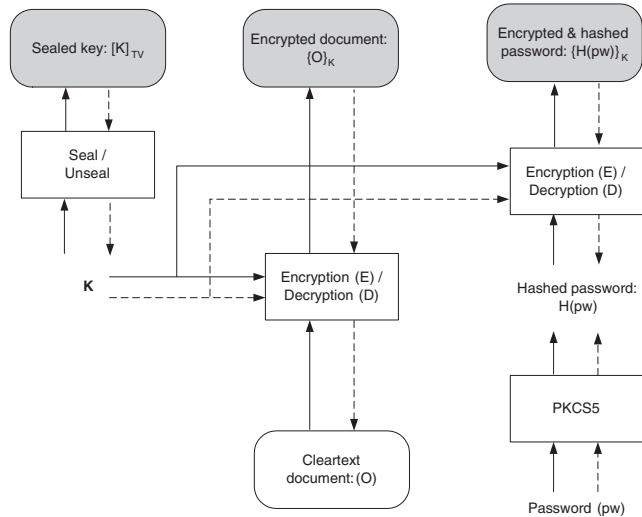 Sealed key: [K]TV
Encrypted document:
{O}K
Encrypted & hashed
password: {H(pw)}K
Seal /
Unseal
Encryption (E) /
Decryption (D)
K
Encryption (E) /
Decryption (D)
Hashed password:
H(pw)
PKCS5
Cleartext
document:(O)
Password (pw)